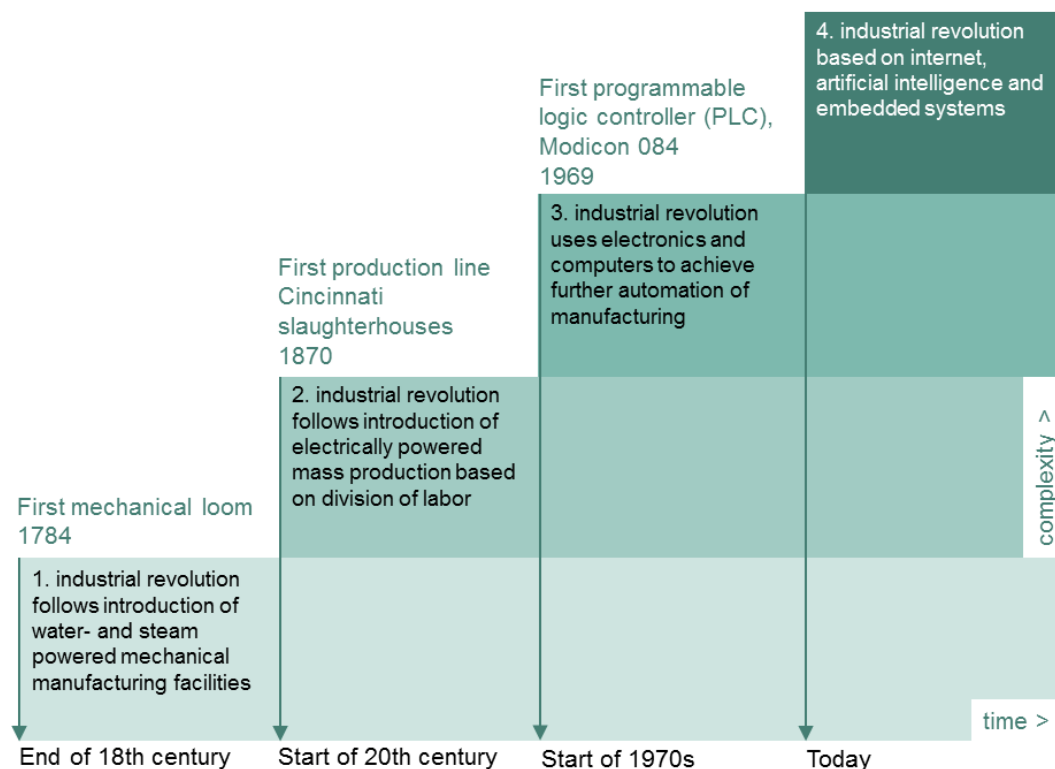 4. industrial revolution
based on internet,
artificial intelligence and
embedded systems
First programmable
logic controller (PLC),
Modicon 084
1969
3. industrial revolution
uses electronics and
computers to achieve
further automation of
manufacturing
First production line
Cincinnati
slaughterhouses
1870
2. industrial revolution
follows introduction of
electrically powered
mass production based
on division of labor
First mechanical loom
1784
1. industrial revolution
follows introduction of
water- and steam
powered mechanical
manufacturing facilities
complexity >
time >
End of 18th century
Start of 20th century
Start of 1970s
Today